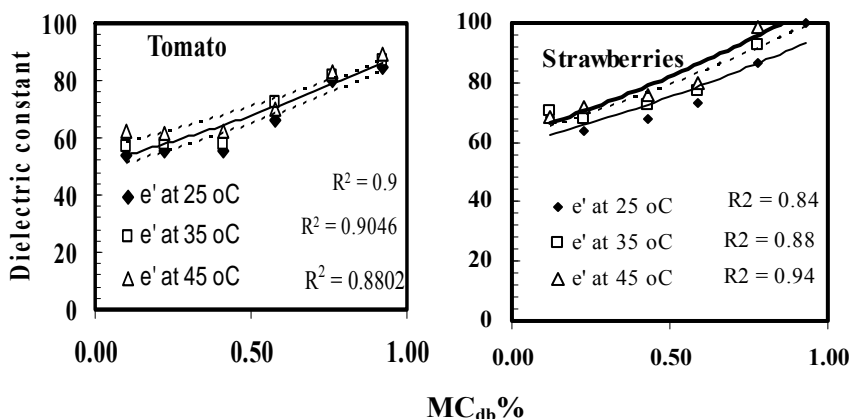 Tomato
100
80
60
40
20
0
0.00 0.50 1.00
Dielectric constant
◆ e' at 25 oC R² = 0.9
□ e' at 35 oC R² = 0.9046
△ e' at 45 oC R² = 0.8802
Strawberries
100
80
60
40
20
0
0.00 0.50 1.00
◆ e' at 25 oC R2 = 0.84
□ e' at 35 oC R2 = 0.88
△ e' at 45 oC R2 = 0.94
MCdb%